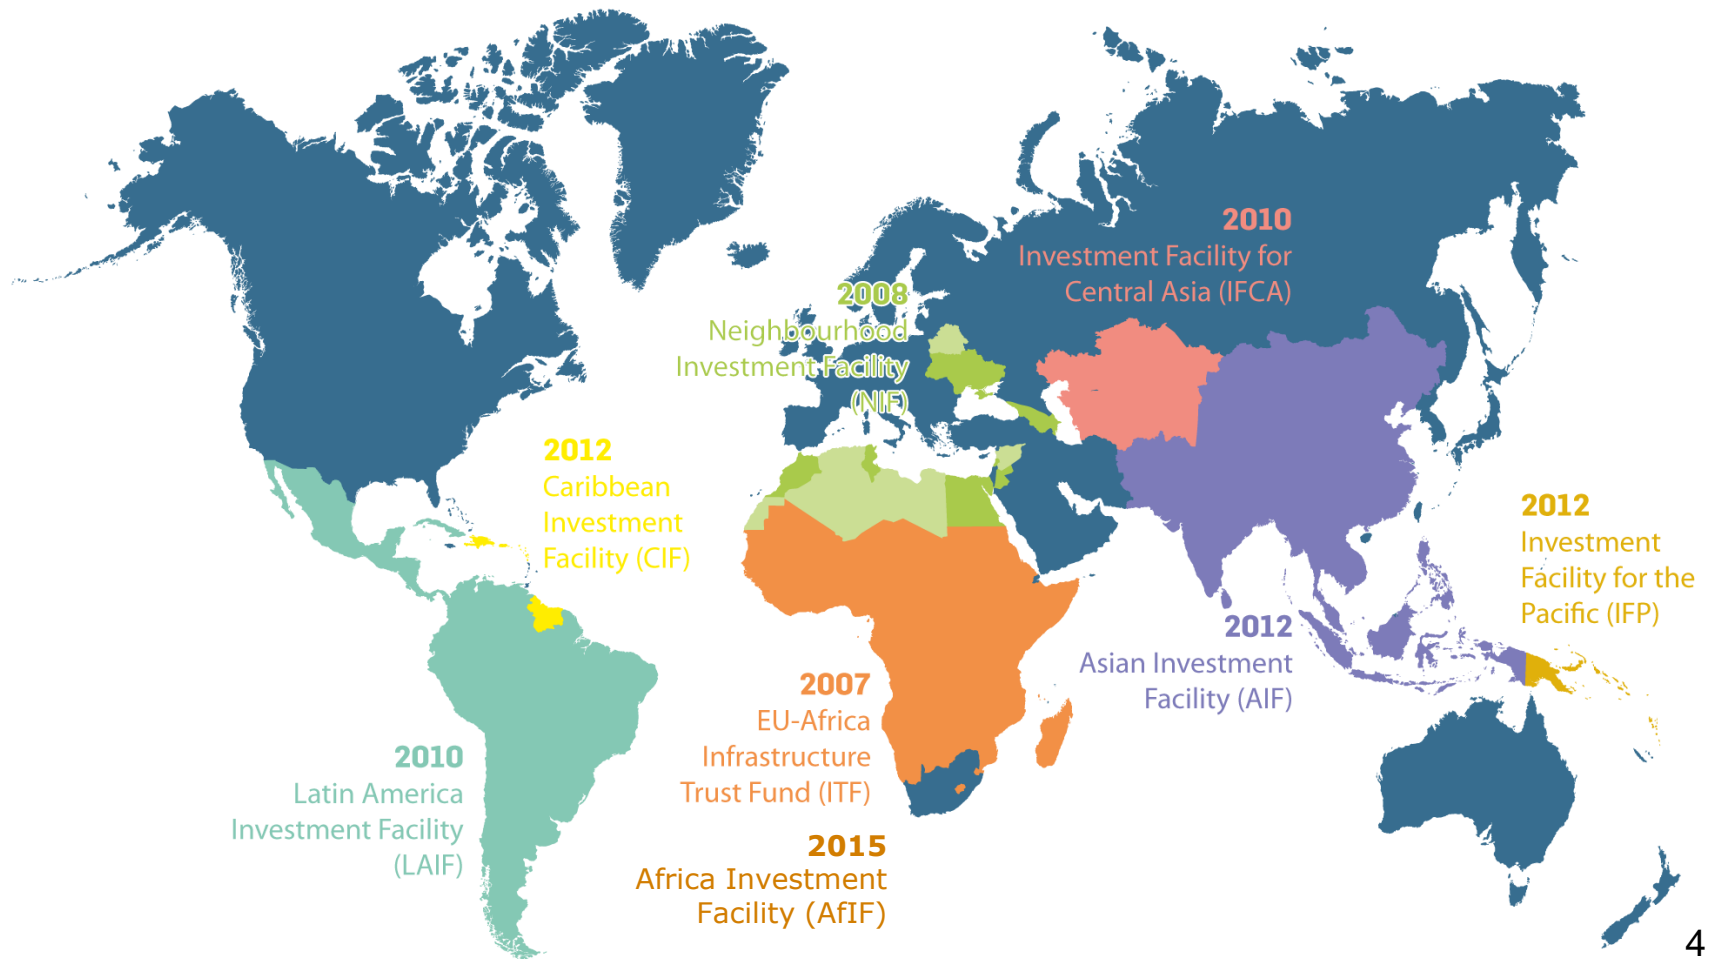 2010
Investment Facility for
Central Asia (IFCA)
2008
Neighbourhood
Investment Facility
(NIF)
2012
Caribbean
Investment
Facility (CIF)
2012
Investment
Facility for the
Pacific (IFP)
2012
Asian Investment
Facility (AIF)
2007
EU-Africa
Infrastructure
Trust Fund (ITF)
2010
Latin America
Investment Facility
(LAIF)
2015
Africa Investment
Facility (AfIF)
4